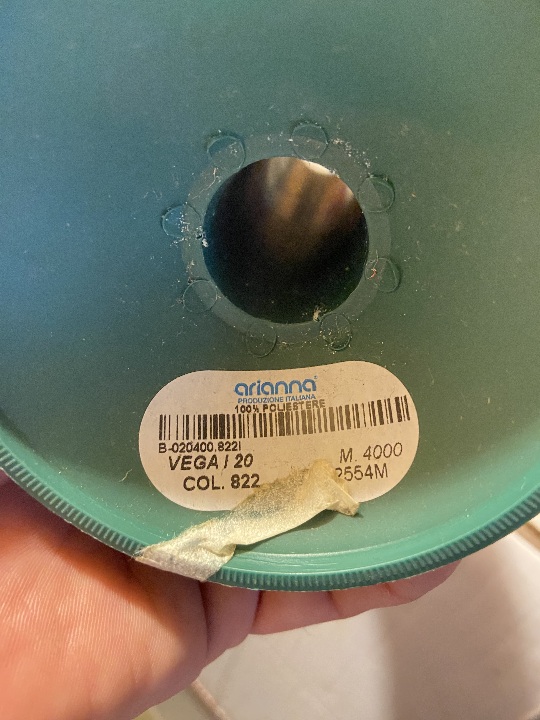 arianna
PRODUZIONE ITALIANA
100% POLIESTERE
B-020400.822I
VEGA / 20
M. 4000
COL. 822
2554M